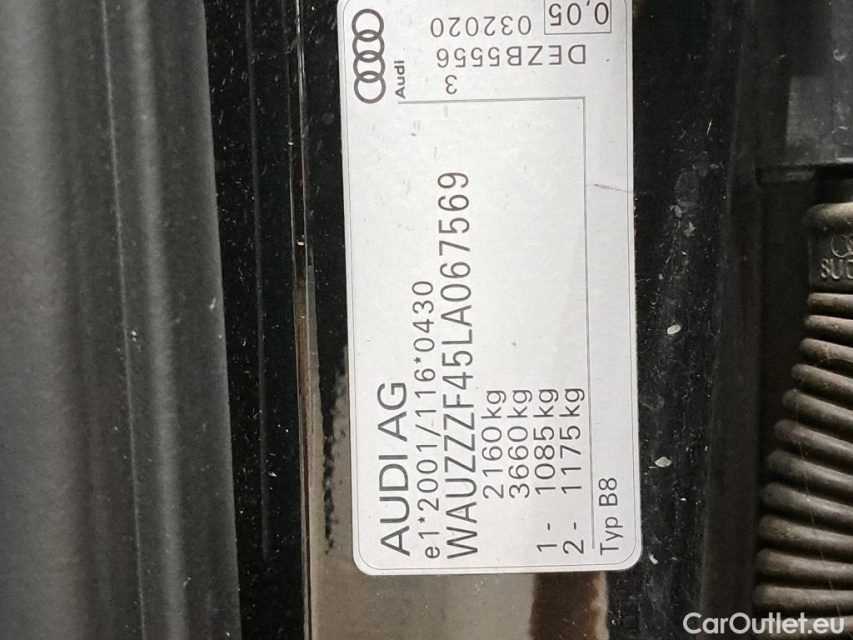 AUDI AG
e1*2001/116*0430
WAUZZZF45LA067569
2160 kg
3660 kg
1 - 1085 kg
2 - 1175 kg
Typ B8
Audi
3
DEZB5556
032020
0,05
CarOutlet.eu